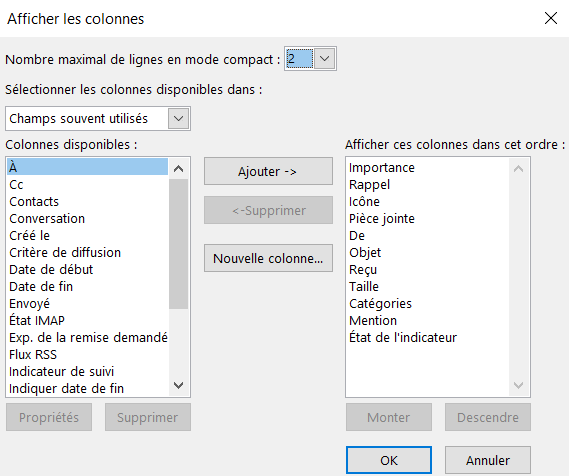 Afficher les colonnes
Nombre maximal de lignes en mode compact : 2
Sélectionner les colonnes disponibles dans :
Champs souvent utilisés
Colonnes disponibles :
À
Cc
Contacts
Conversation
Créé le
Critère de diffusion
Date de début
Date de fin
Envoyé
État IMAP
Exp. de la remise demandé
Flux RSS
Indicateur de suivi
Indiquer date de fin
Propriétés
Supprimer
Ajouter ->
<-Supprimer
Nouvelle colonne...
Afficher ces colonnes dans cet ordre :
Importance
Rappel
Icône
Pièce jointe
De
Objet
Reçu
Taille
Catégories
Mention
État de l'indicateur
Monter
Descendre
OK
Annuler